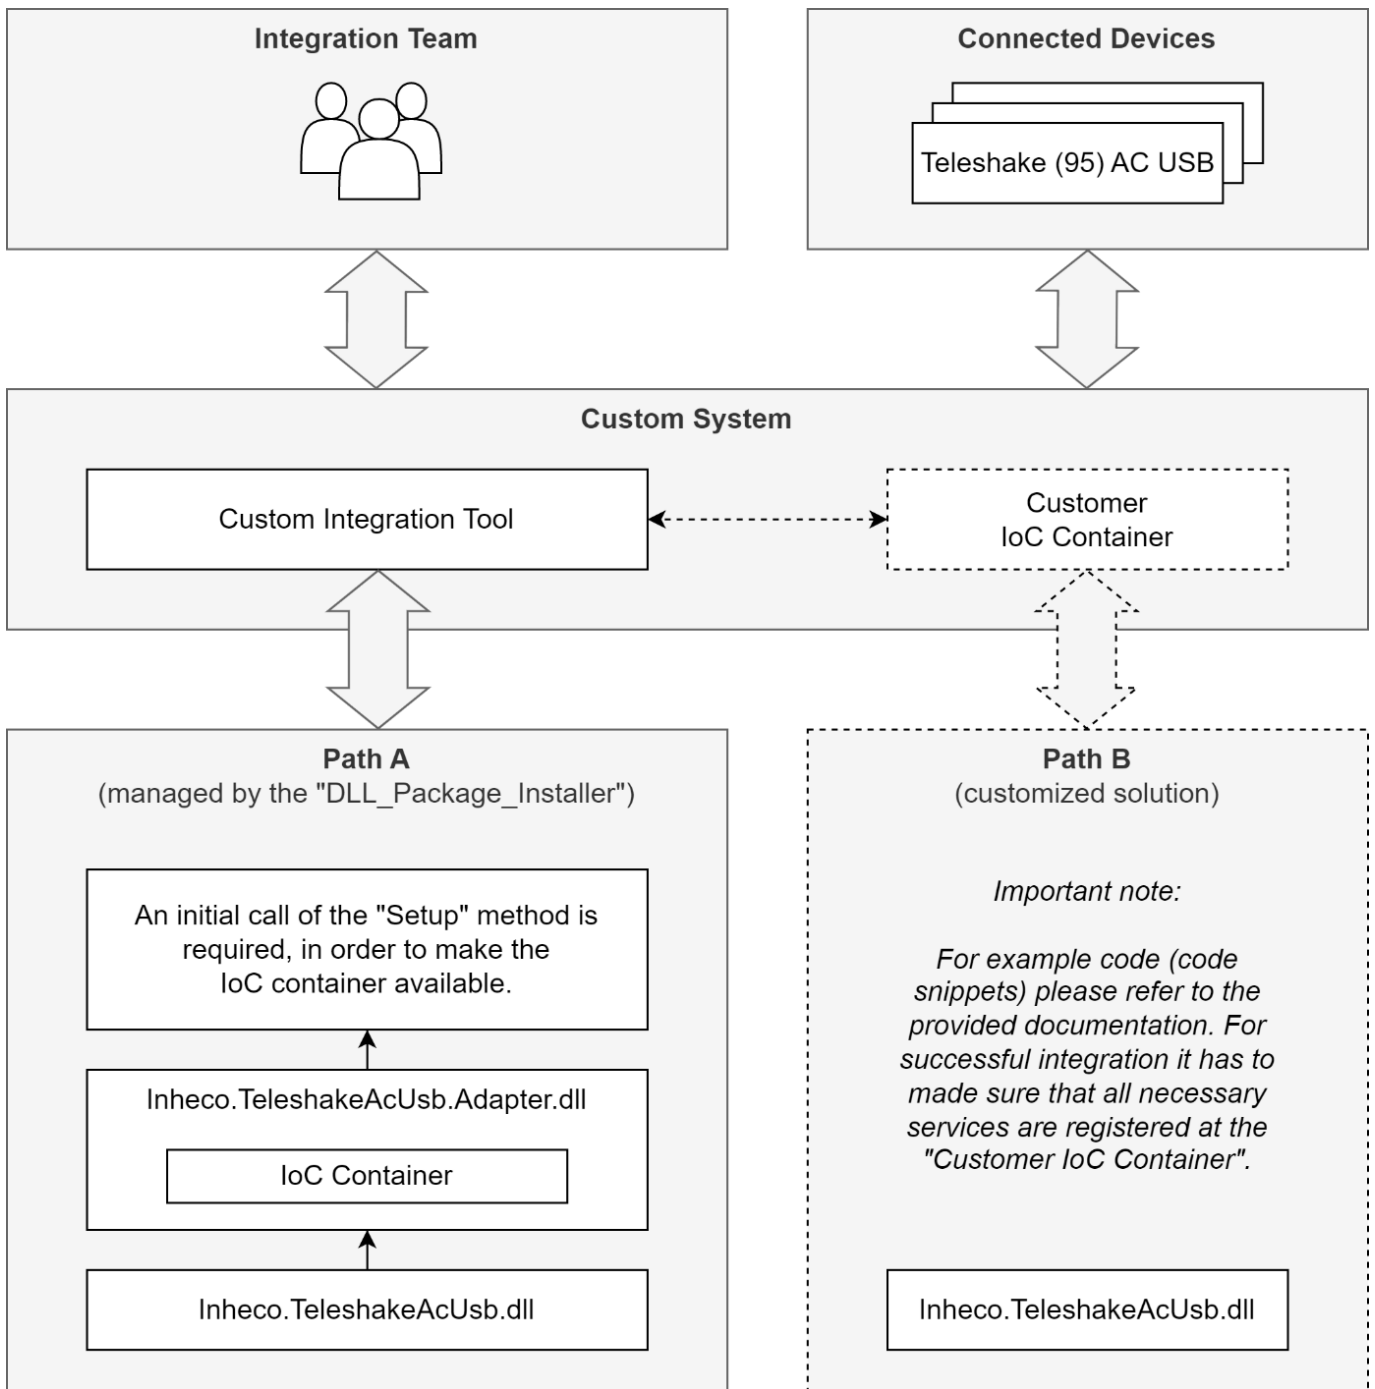 Integration Team
Connected Devices
Teleshake (95) AC USB
Custom System
Custom Integration Tool
Customer
IoC Container
Path A
(managed by the "DLL_Package_Installer")
An initial call of the "Setup" method is
required, in order to make the
IoC container available.
Inheco.TeleshakeAcUsb.Adapter.dll
IoC Container
Inheco.TeleshakeAcUsb.dll
Path B
(customized solution)
Important note:
For example code (code
snippets) please refer to the
provided documentation. For
successful integration it has to
made sure that all necessary
services are registered at the
"Customer IoC Container".
Inheco.TeleshakeAcUsb.dll